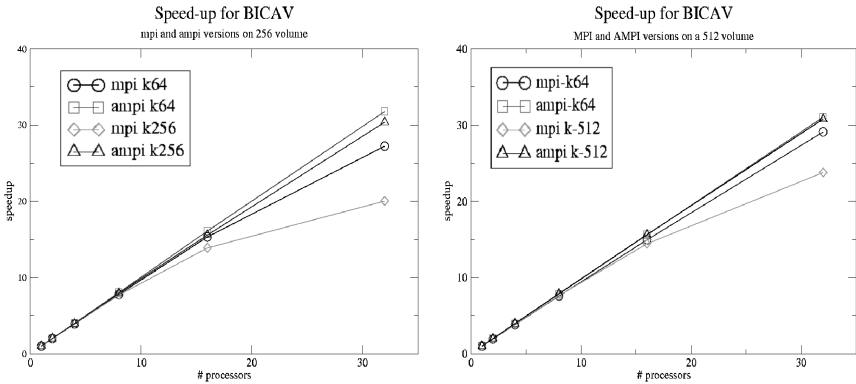 Speed-up for BICAV
mpi and ampi versions on 256 volume
40
30
20
10
0
speedup
mpi k64
ampi k64
mpi k256
ampi k256
0
10
20
30
# processors
Speed-up for BICAV
MPI and AMPI versions on a 512 volume
40
30
20
10
0
speedup
mpi-k64
ampi-k64
mpi k-512
ampi k-512
0
10
20
30
# processors